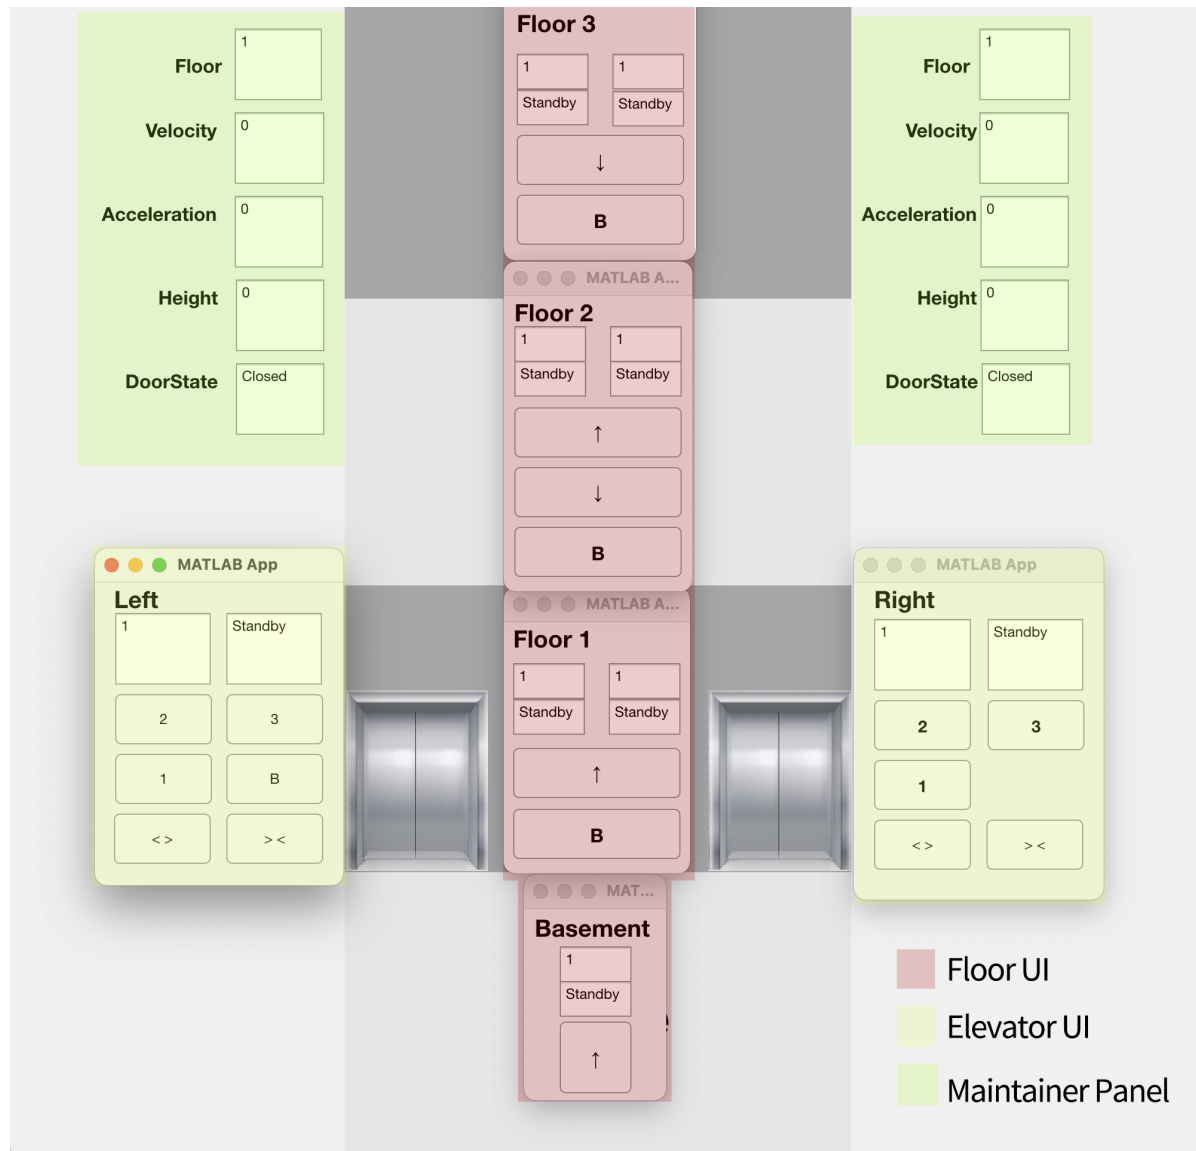 Floor 1
Velocity 0
Acceleration 0
Height 0
DoorState Closed
Floor 3
1 1
Standby Standby
↓
B
Floor 1
Velocity 0
Acceleration 0
Height 0
DoorState Closed
MATLAB A...
Floor 2
1 1
Standby Standby
↑
↓
B
MATLAB App
Left
1 Standby
2 3
1 B
< > > <
MATLAB A...
Floor 1
1 1
Standby Standby
↑
B
MATLAB App
Right
1 Standby
2 3
1
< > > <
MAT...
Basement
1
Standby
↑
Floor UI
Elevator UI
Maintainer Panel